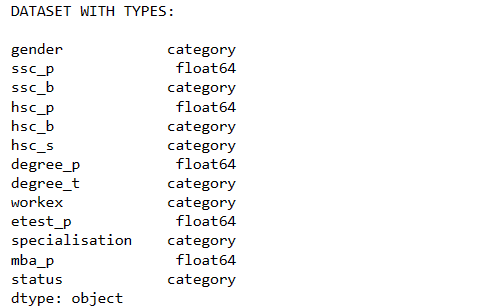 DATASET WITH TYPES:
gender category
ssc_p float64
ssc_b category
hsc_p float64
hsc_b category
hsc_s category
degree_p float64
degree_t category
workex category
etest_p float64
specialisation category
mba_p float64
status category
dtype: object